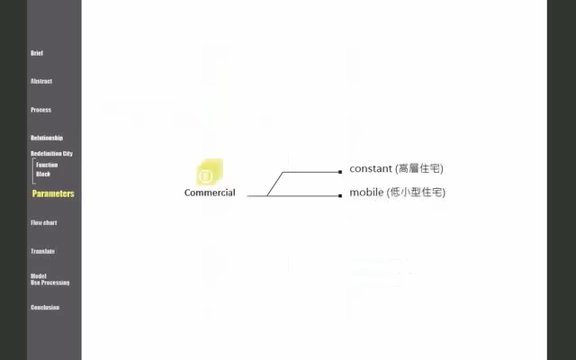 Brief
Abstract
Process
Relationship
Redefinition City
Function
Block
Parameters
Flow chart
Translate
Model
Use Processing
Conclusion
Commercial
constant (高層住宅)
mobile (低小型住宅)